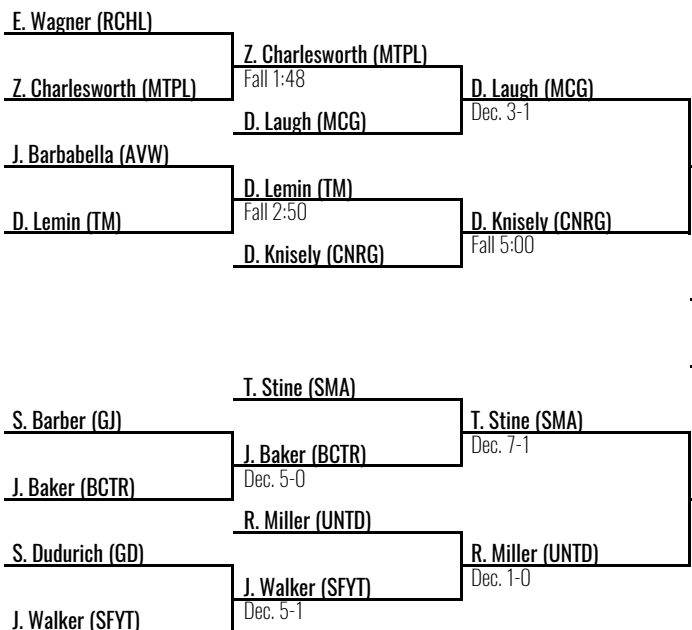 E. Wagner (RCHL)
Z. Charlesworth (MTPL)
Fall 1:48
Z. Charlesworth (MTPL)
D. Laugh (MCG)
Dec. 3-1
D. Laugh (MCG)
J. Barbabella (AVW)
D. Lemin (TM)
Fall 2:50
D. Lemin (TM)
D. Knisely (CNRG)
Fall 5:00
D. Knisely (CNRG)
T. Stine (SMA)
S. Barber (GJ)
T. Stine (SMA)
Dec. 7-1
J. Baker (BCTR)
Dec. 5-0
J. Baker (BCTR)
R. Miller (UNTD)
S. Dudurich (GD)
R. Miller (UNTD)
Dec. 1-0
J. Walker (SFYT)
Dec. 5-1
J. Walker (SFYT)